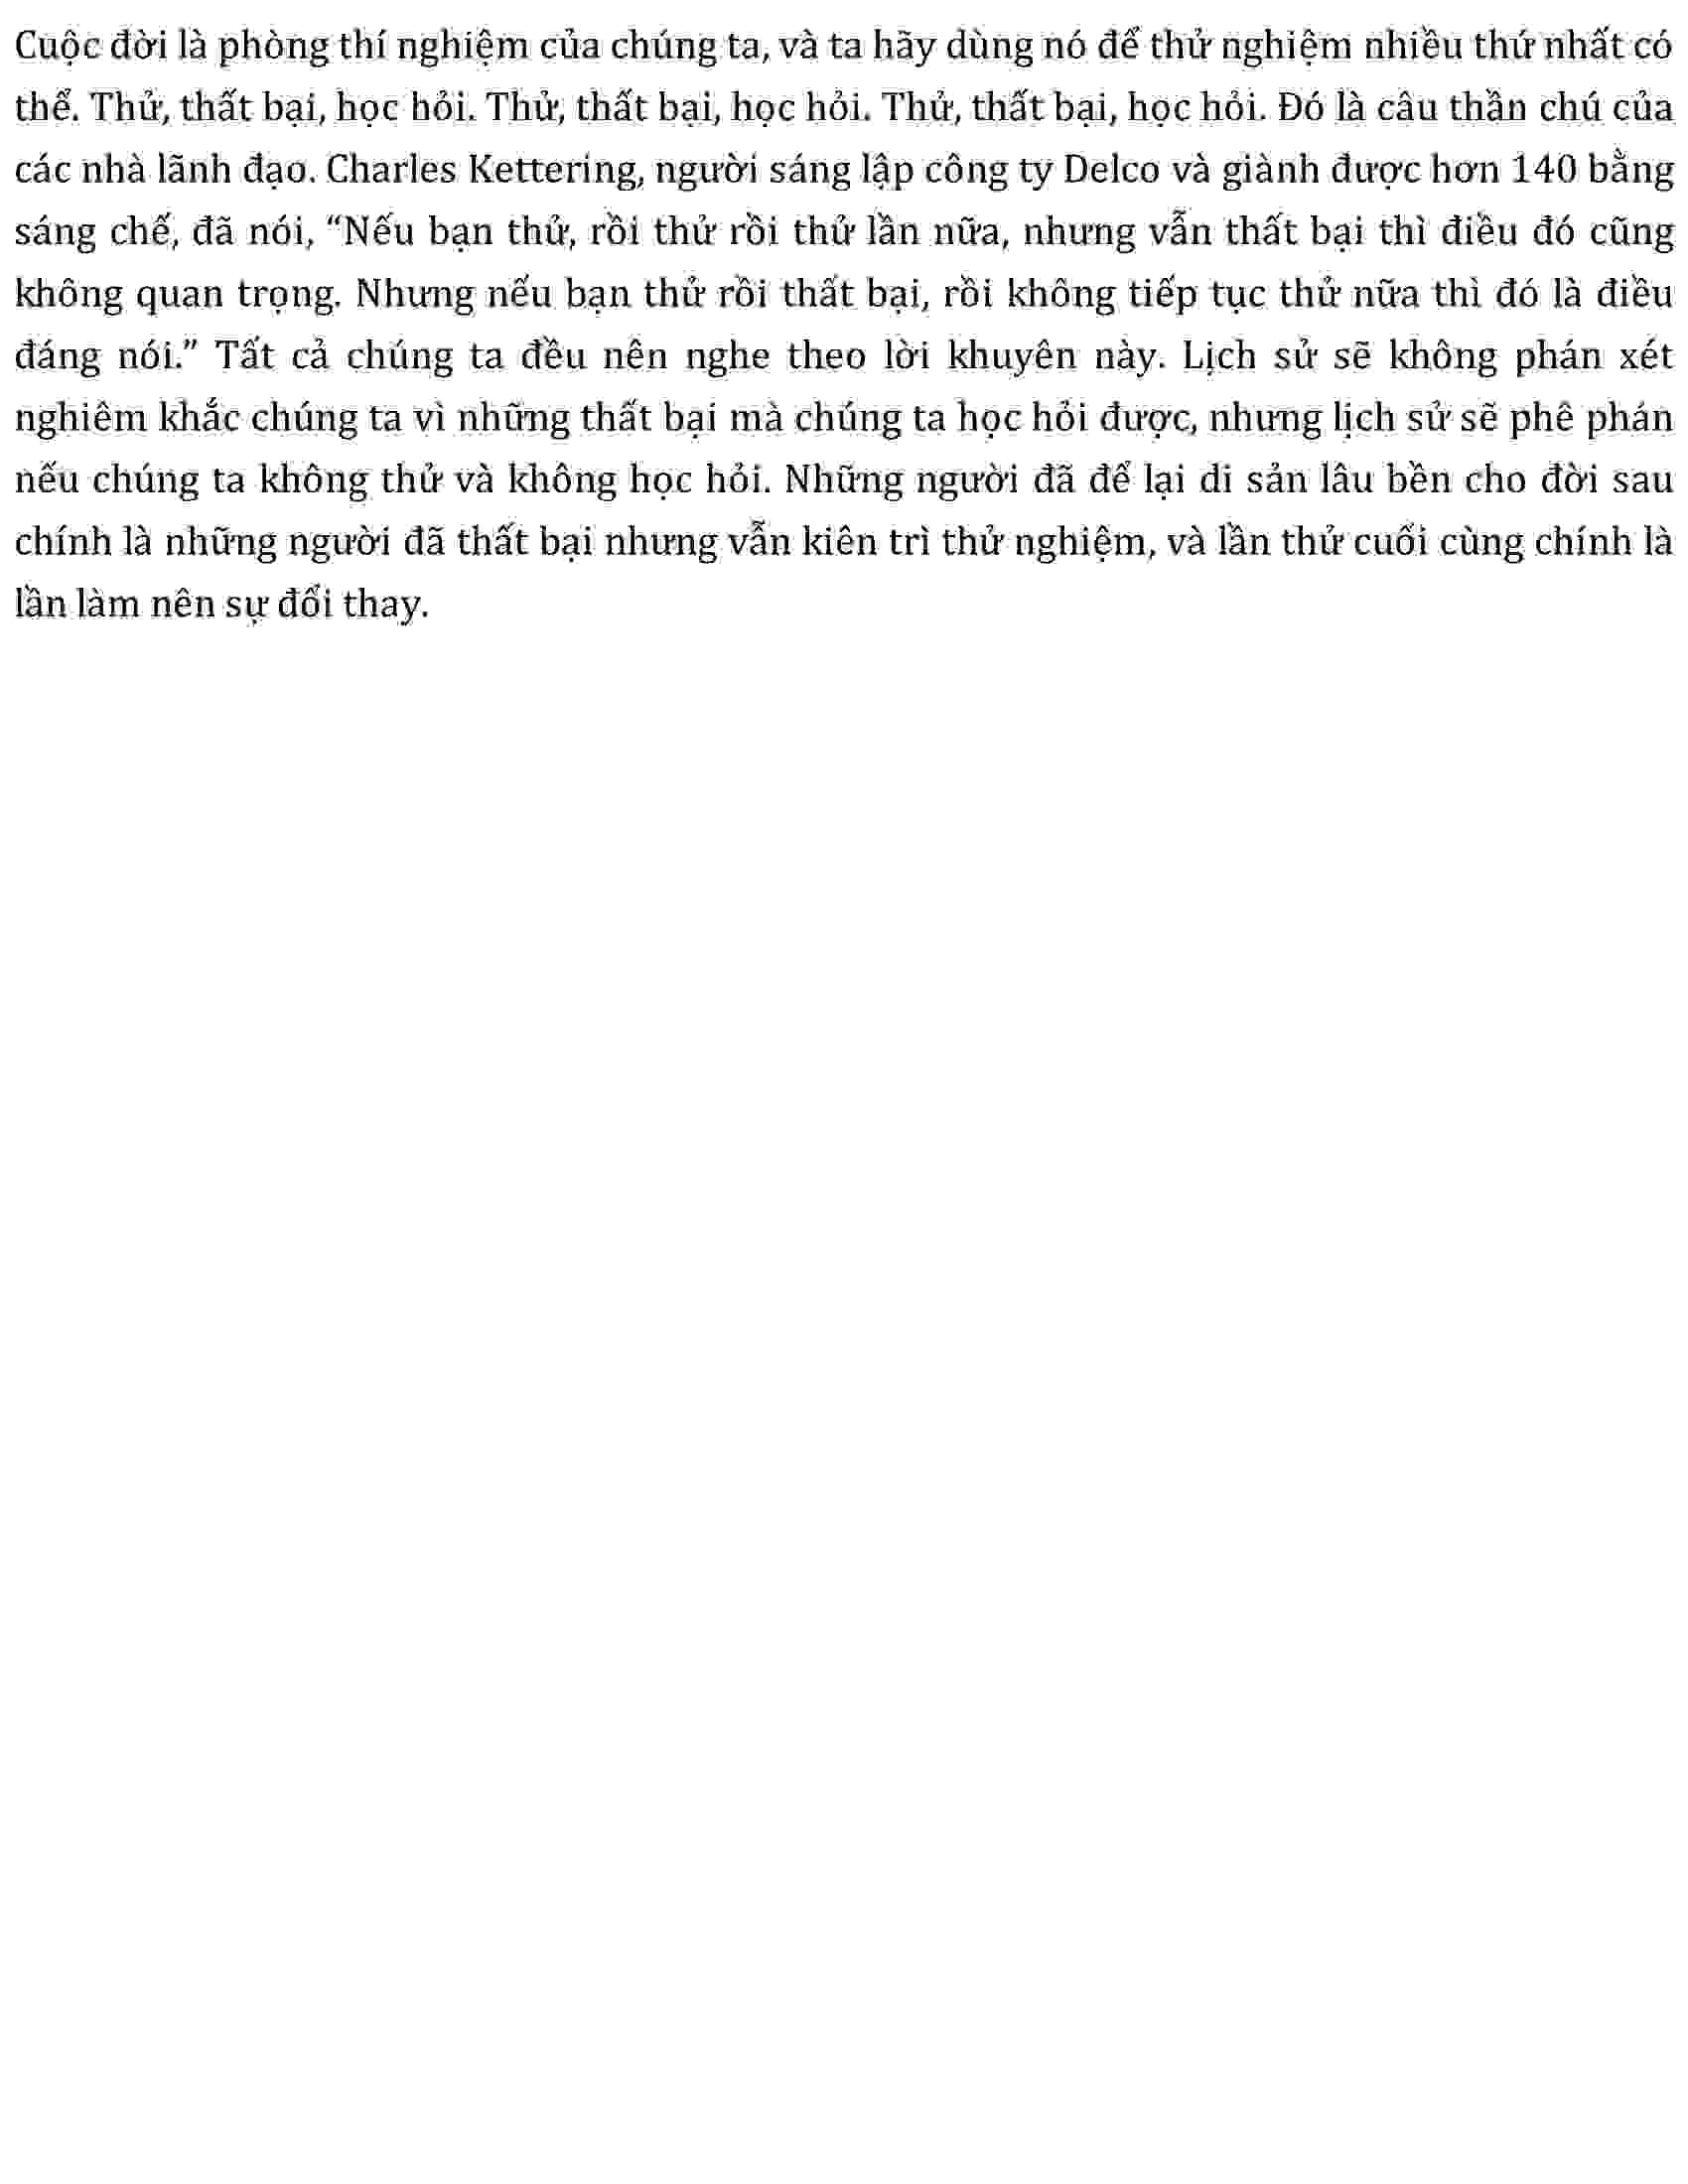 Cuộc đời là phòng thí nghiệm của chúng ta, và ta hãy dùng nó để thử nghiệm nhiều thứ nhất có
thể. Thử, thất bại, học hỏi. Thử, thất bại, học hỏi. Thử, thất bại, học hỏi. Đó là câu thần chú của
các nhà lãnh đạo. Charles Kettering, người sáng lập công ty Delco và giành được hơn 140 bằng
sáng chế, đã nói, “Nếu bạn thử, rồi thử rồi thử lần nữa, nhưng vẫn thất bại thì điều đó cũng
không quan trọng. Nhưng nếu bạn thử rồi thất bại, rồi không tiếp tục thử nữa thì đó là điều
đáng nói.” Tất cả chúng ta đều nên nghe theo lời khuyên này. Lịch sử sẽ không phán xét
nghiêm khắc chúng ta vì những thất bại mà chúng ta học hỏi được, nhưng lịch sử sẽ phê phán
nếu chúng ta không thử và không học hỏi. Những người đã để lại di sản lâu bền cho đời sau
chính là những người đã thất bại nhưng vẫn kiên trì thử nghiệm, và lần thử cuối cùng chính là
lần làm nên sự đổi thay.